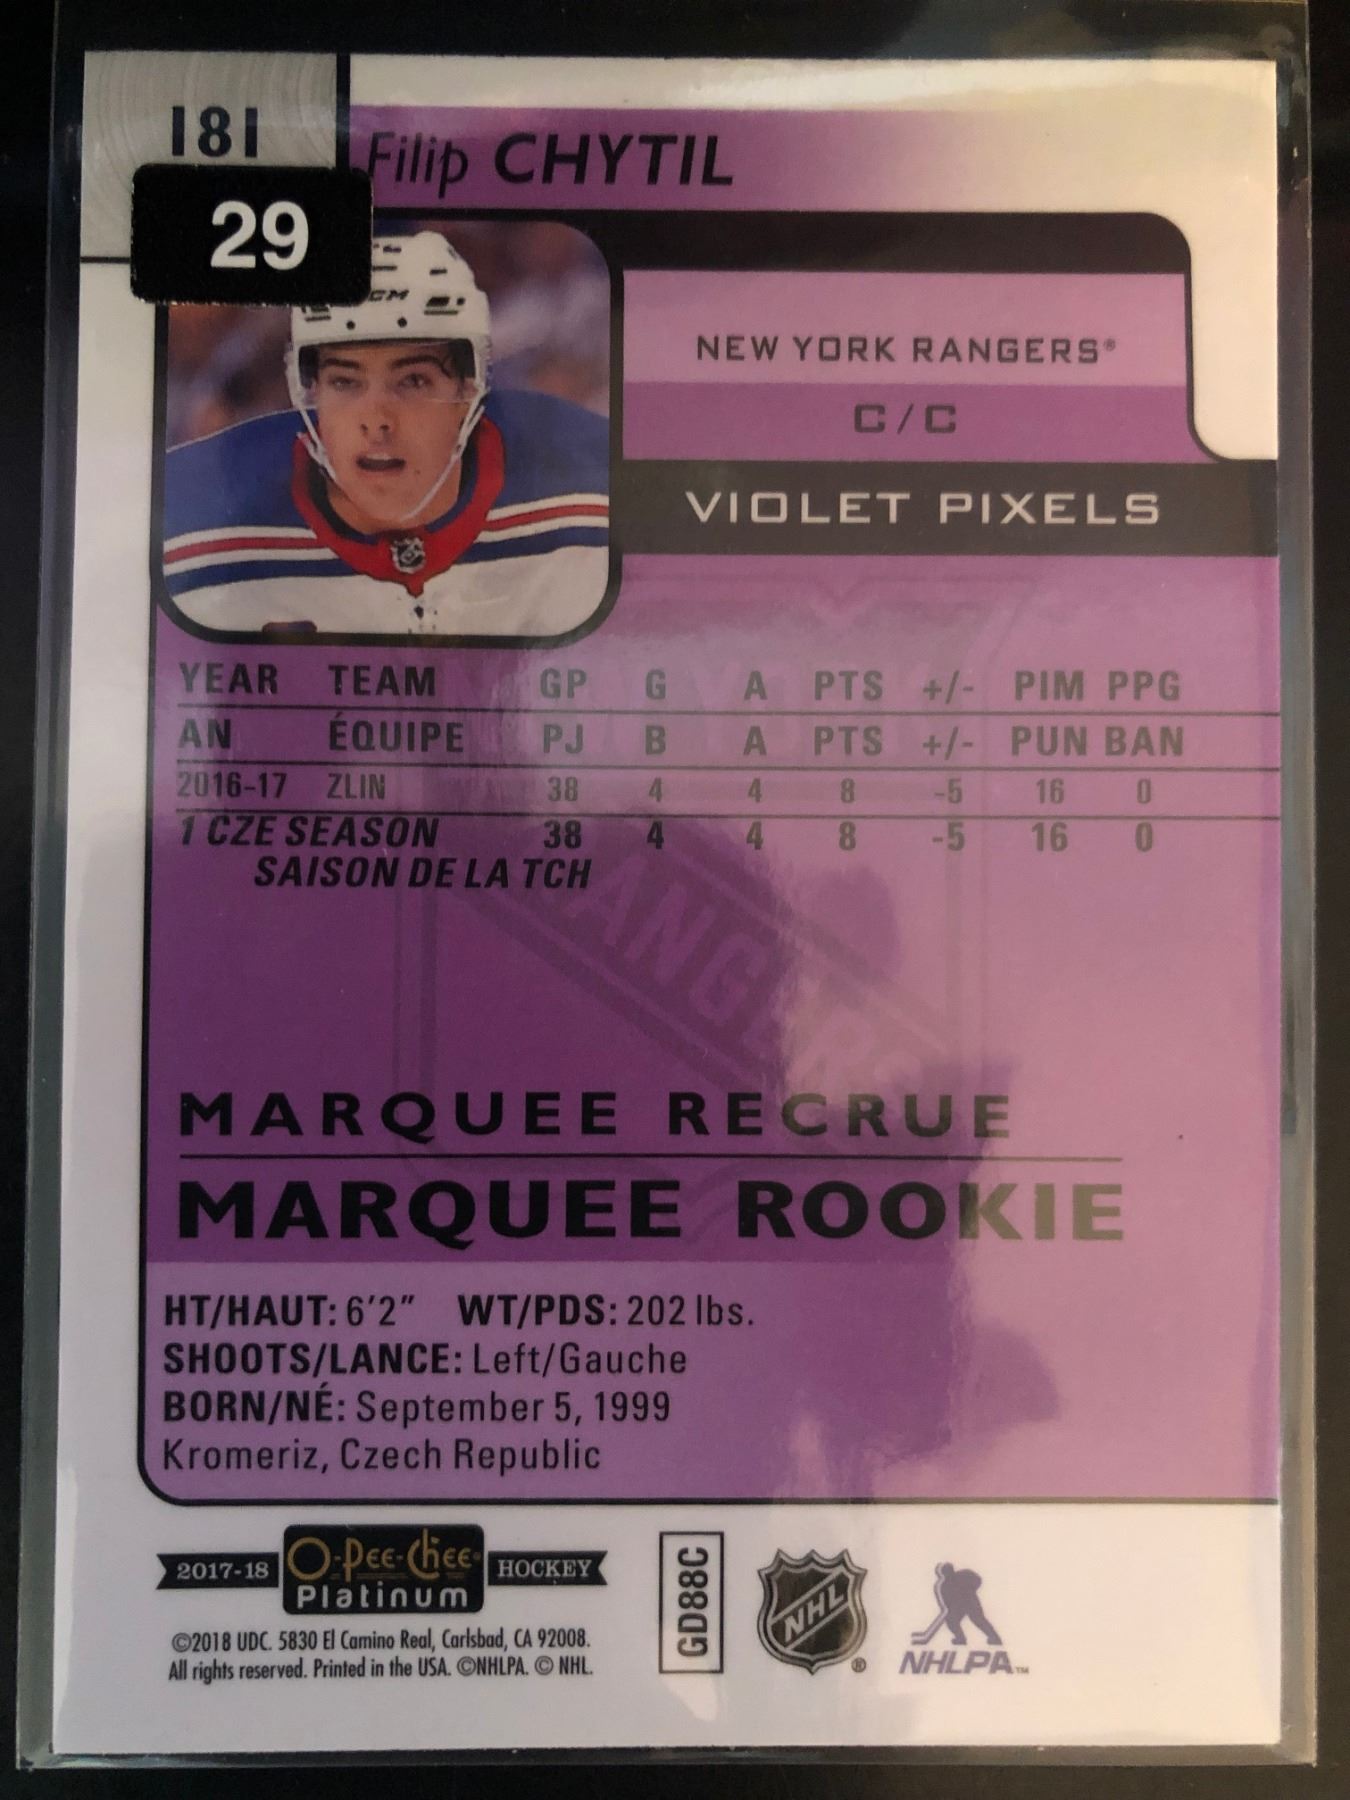 181
29
Filip CHYTIL
CCM
NEW YORK RANGERS®
C/C
VIOLET PIXELS
YEAR TEAM GP G A PTS +/- PIM PPG
AN ÉQUIPE PJ B A PTS +/- PUN BAN
2016-17 ZLIN 38 4 4 8 -5 16 0
1 CZE SEASON 38 4 4 8 -5 16 0
SAISON DE LA TCH
RANGERS
MARQUEE RECRUE
MARQUEE ROOKIE
HT/HAUT: 6'2" WT/PDS: 202 lbs.
SHOOTS/LANCE: Left/Gauche
BORN/NÉ: September 5, 1999
Kromeriz, Czech Republic
2017-18 O-Pee-Chee® HOCKEY
Platinum
©2018 UDC. 5830 El Camino Real, Carlsbad, CA 92008.
All rights reserved. Printed in the USA. ©NHLPA. © NHL.
GD88C
NHL®
NHLPA™